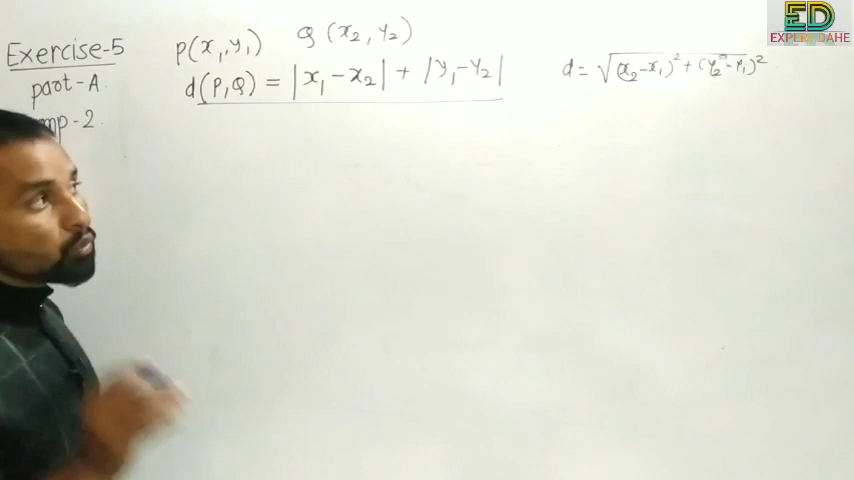 ED
EXPERT DAHE
Exercise-5
part-A
mp-2
P(x₁,y₁) Q(x₂,y₂)
d(P,Q) = |x₁-x₂| + |y₁-y₂|
d = √(x₂-x₁)² + (y₂-y₁)²